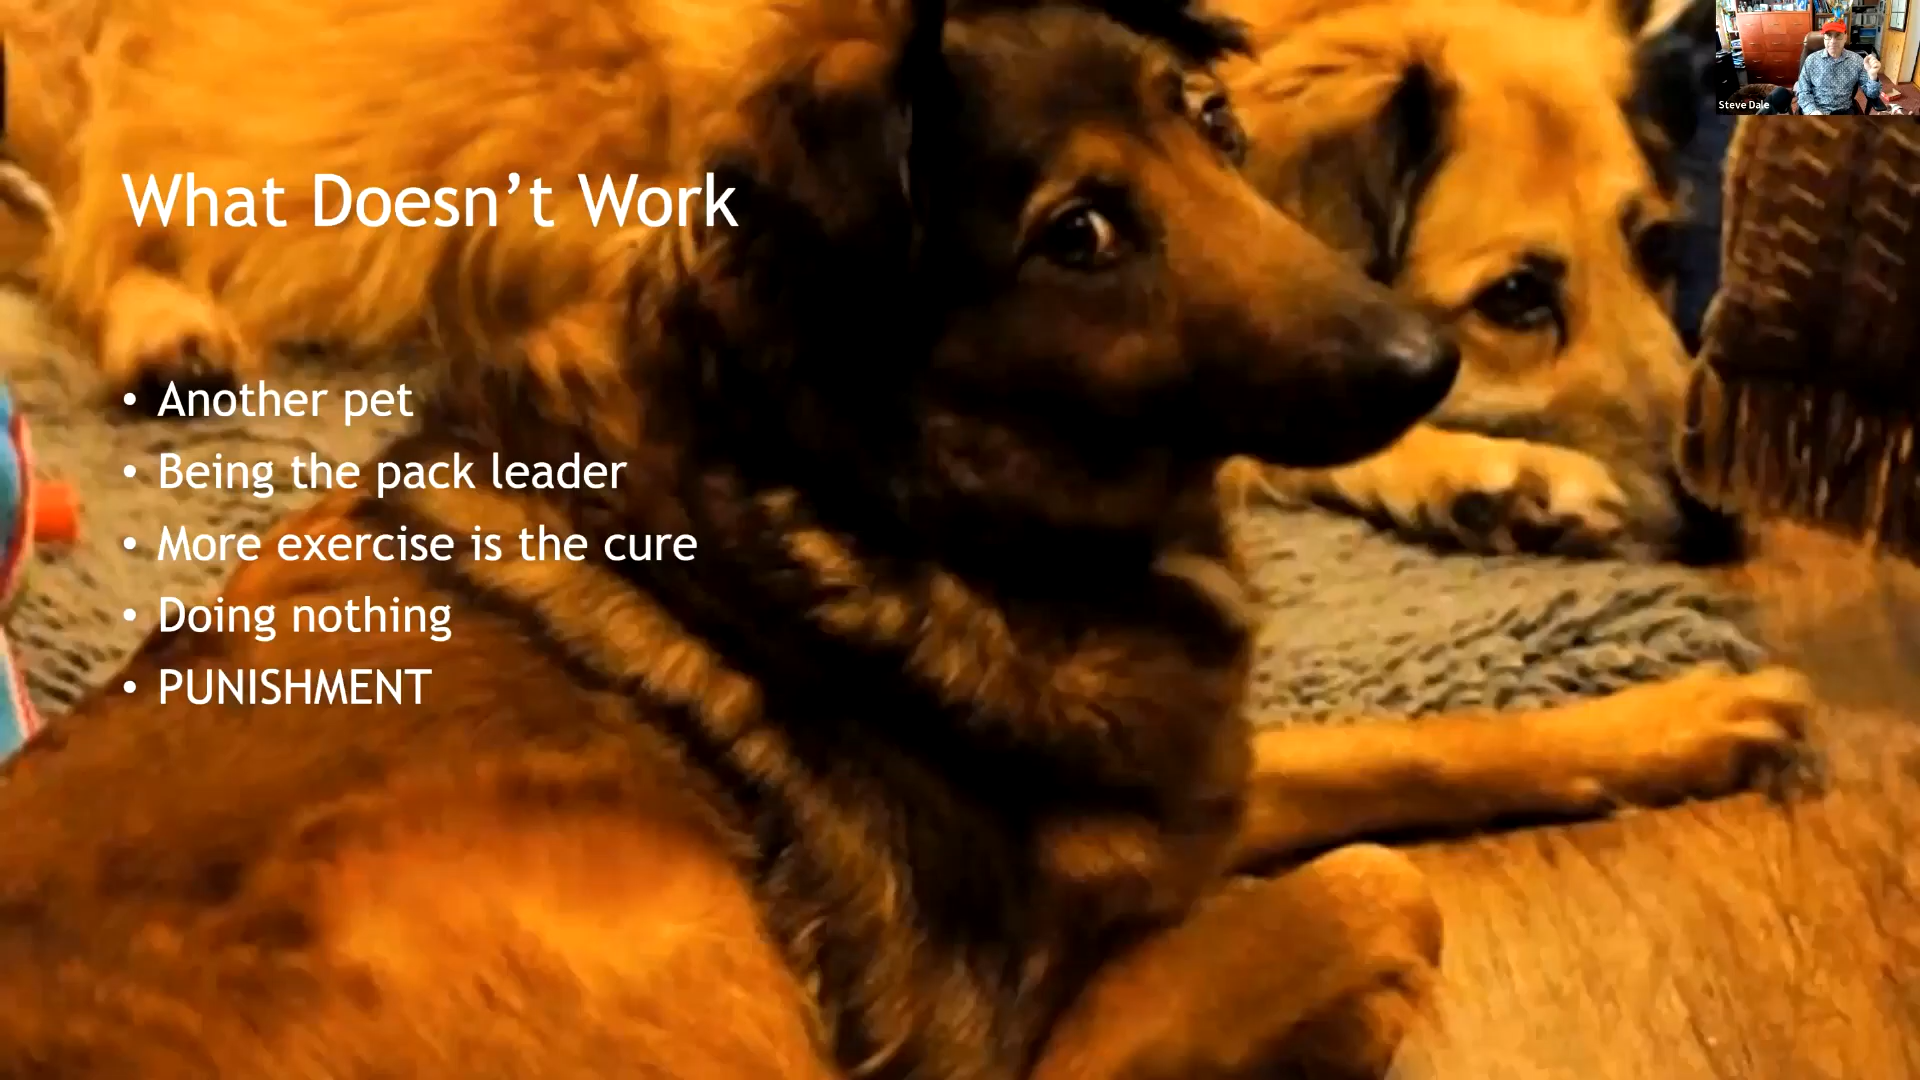 Steve Dale
What Doesn’t Work
• Another pet
• Being the pack leader
• More exercise is the cure
• Doing nothing
• PUNISHMENT